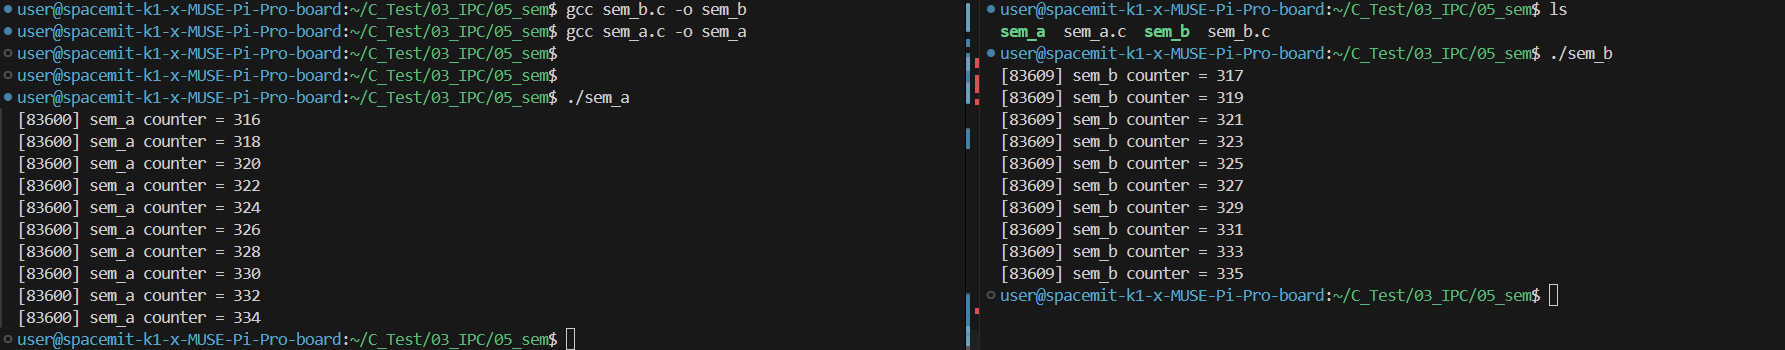 user@spacemit-k1-x-MUSE-Pi-Pro-board:~/C_Test/03_IPC/05_sem$ gcc sem_b.c -o sem_b
user@spacemit-k1-x-MUSE-Pi-Pro-board:~/C_Test/03_IPC/05_sem$ gcc sem_a.c -o sem_a
user@spacemit-k1-x-MUSE-Pi-Pro-board:~/C_Test/03_IPC/05_sem$
user@spacemit-k1-x-MUSE-Pi-Pro-board:~/C_Test/03_IPC/05_sem$
user@spacemit-k1-x-MUSE-Pi-Pro-board:~/C_Test/03_IPC/05_sem$ ./sem_a
[83600] sem_a counter = 316
[83600] sem_a counter = 318
[83600] sem_a counter = 320
[83600] sem_a counter = 322
[83600] sem_a counter = 324
[83600] sem_a counter = 326
[83600] sem_a counter = 328
[83600] sem_a counter = 330
[83600] sem_a counter = 332
[83600] sem_a counter = 334
user@spacemit-k1-x-MUSE-Pi-Pro-board:~/C_Test/03_IPC/05_sem$
user@spacemit-k1-x-MUSE-Pi-Pro-board:~/C_Test/03_IPC/05_sem$ ls
sem_a  sem_a.c  sem_b  sem_b.c
user@spacemit-k1-x-MUSE-Pi-Pro-board:~/C_Test/03_IPC/05_sem$ ./sem_b
[83609] sem_b counter = 317
[83609] sem_b counter = 319
[83609] sem_b counter = 321
[83609] sem_b counter = 323
[83609] sem_b counter = 325
[83609] sem_b counter = 327
[83609] sem_b counter = 329
[83609] sem_b counter = 331
[83609] sem_b counter = 333
[83609] sem_b counter = 335
user@spacemit-k1-x-MUSE-Pi-Pro-board:~/C_Test/03_IPC/05_sem$